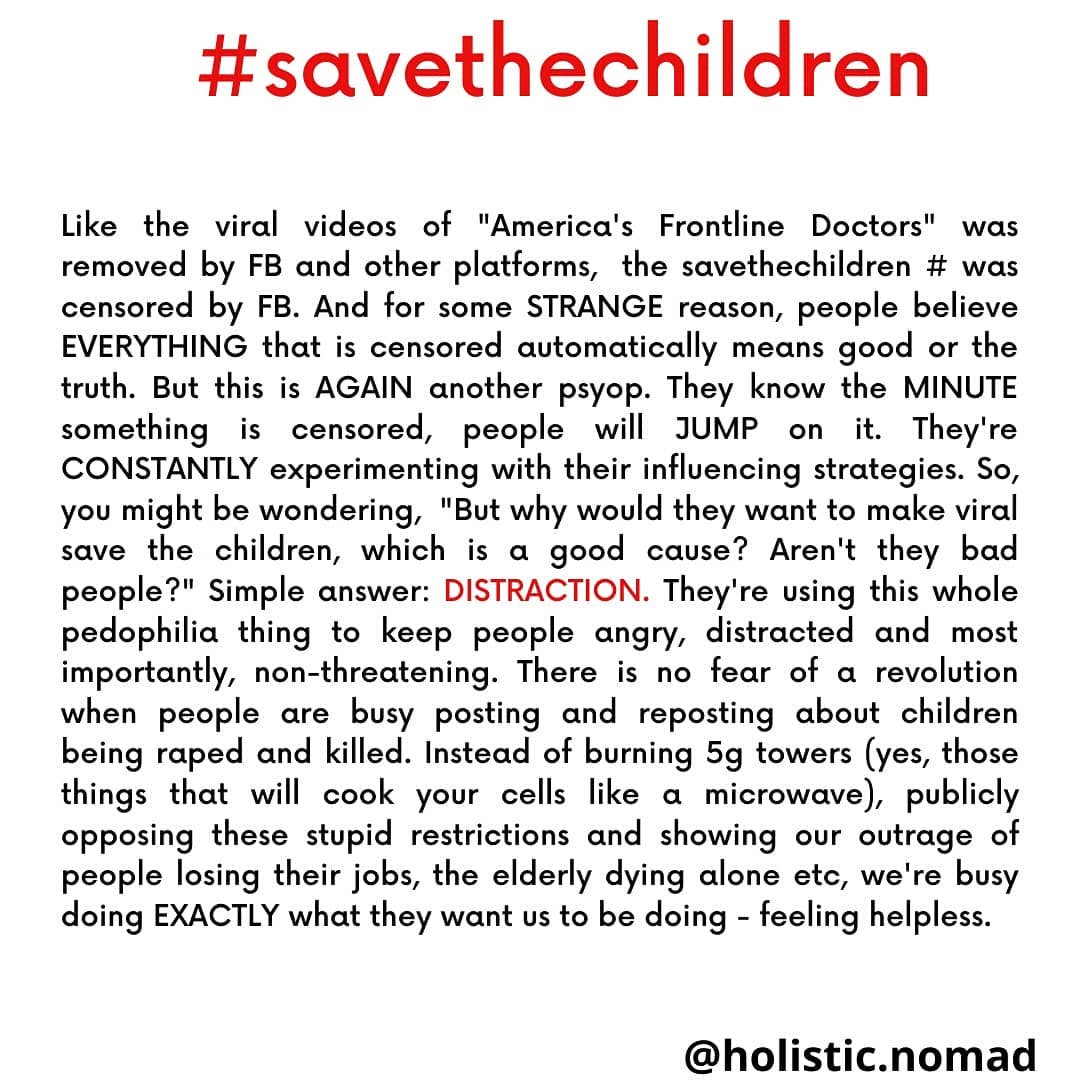 #savethechildren
Like the viral videos of "America's Frontline Doctors" was
removed by FB and other platforms, the savethechildren # was
censored by FB. And for some STRANGE reason, people believe
EVERYTHING that is censored automatically means good or the
truth. But this is AGAIN another psyop. They know the MINUTE
something is censored, people will JUMP on it. They're
CONSTANTLY experimenting with their influencing strategies. So,
you might be wondering, "But why would they want to make viral
save the children, which is a good cause? Aren't they bad
people?" Simple answer: DISTRACTION. They're using this whole
pedophilia thing to keep people angry, distracted and most
importantly, non-threatening. There is no fear of a revolution
when people are busy posting and reposting about children
being raped and killed. Instead of burning 5g towers (yes, those
things that will cook your cells like a microwave), publicly
opposing these stupid restrictions and showing our outrage of
people losing their jobs, the elderly dying alone etc, we're busy
doing EXACTLY what they want us to be doing - feeling helpless.
@holistic.nomad